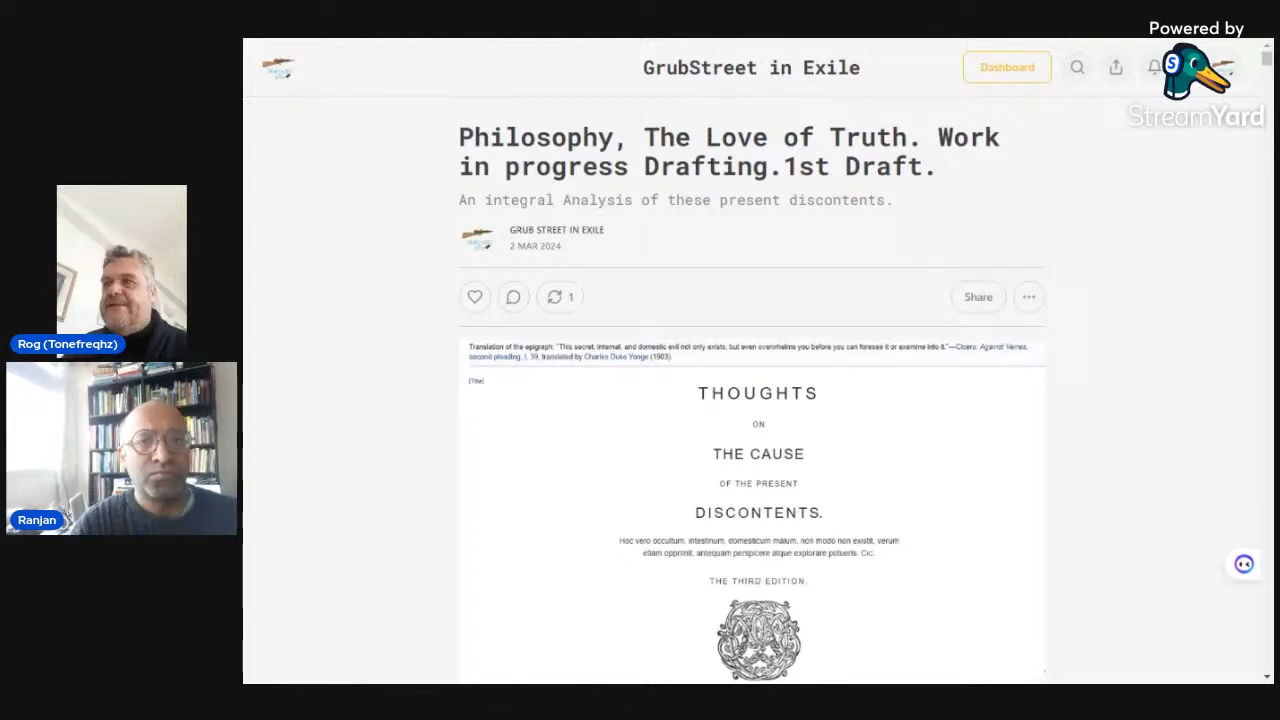 Powered by
StreamYard
GrubStreet in Exile
Dashboard
Philosophy, The Love of Truth. Work
in progress Drafting.1st Draft.
An integral Analysis of these present discontents.
GRUB STREET IN EXILE
2 MAR 2024
1
Share
Translation of the epigraph: "This secret, internal, and domestic evil not only exists, but even overwhelms you before you can foresee it or examine into it."—Cicero, Against Verres,
second pleading, I, 39, translated by Charles Duke Yonge (1903).
[Title]
THOUGHTS
ON
THE CAUSE
OF THE PRESENT
DISCONTENTS.
Hoc vero occultum, intestinum, domesticum malum, non modo non existit, verum
etiam opprimit, antequam perspicere atque explorare potueris. CIC.
THE THIRD EDITION.
Rog (Tonefreqhz)
Ranjan